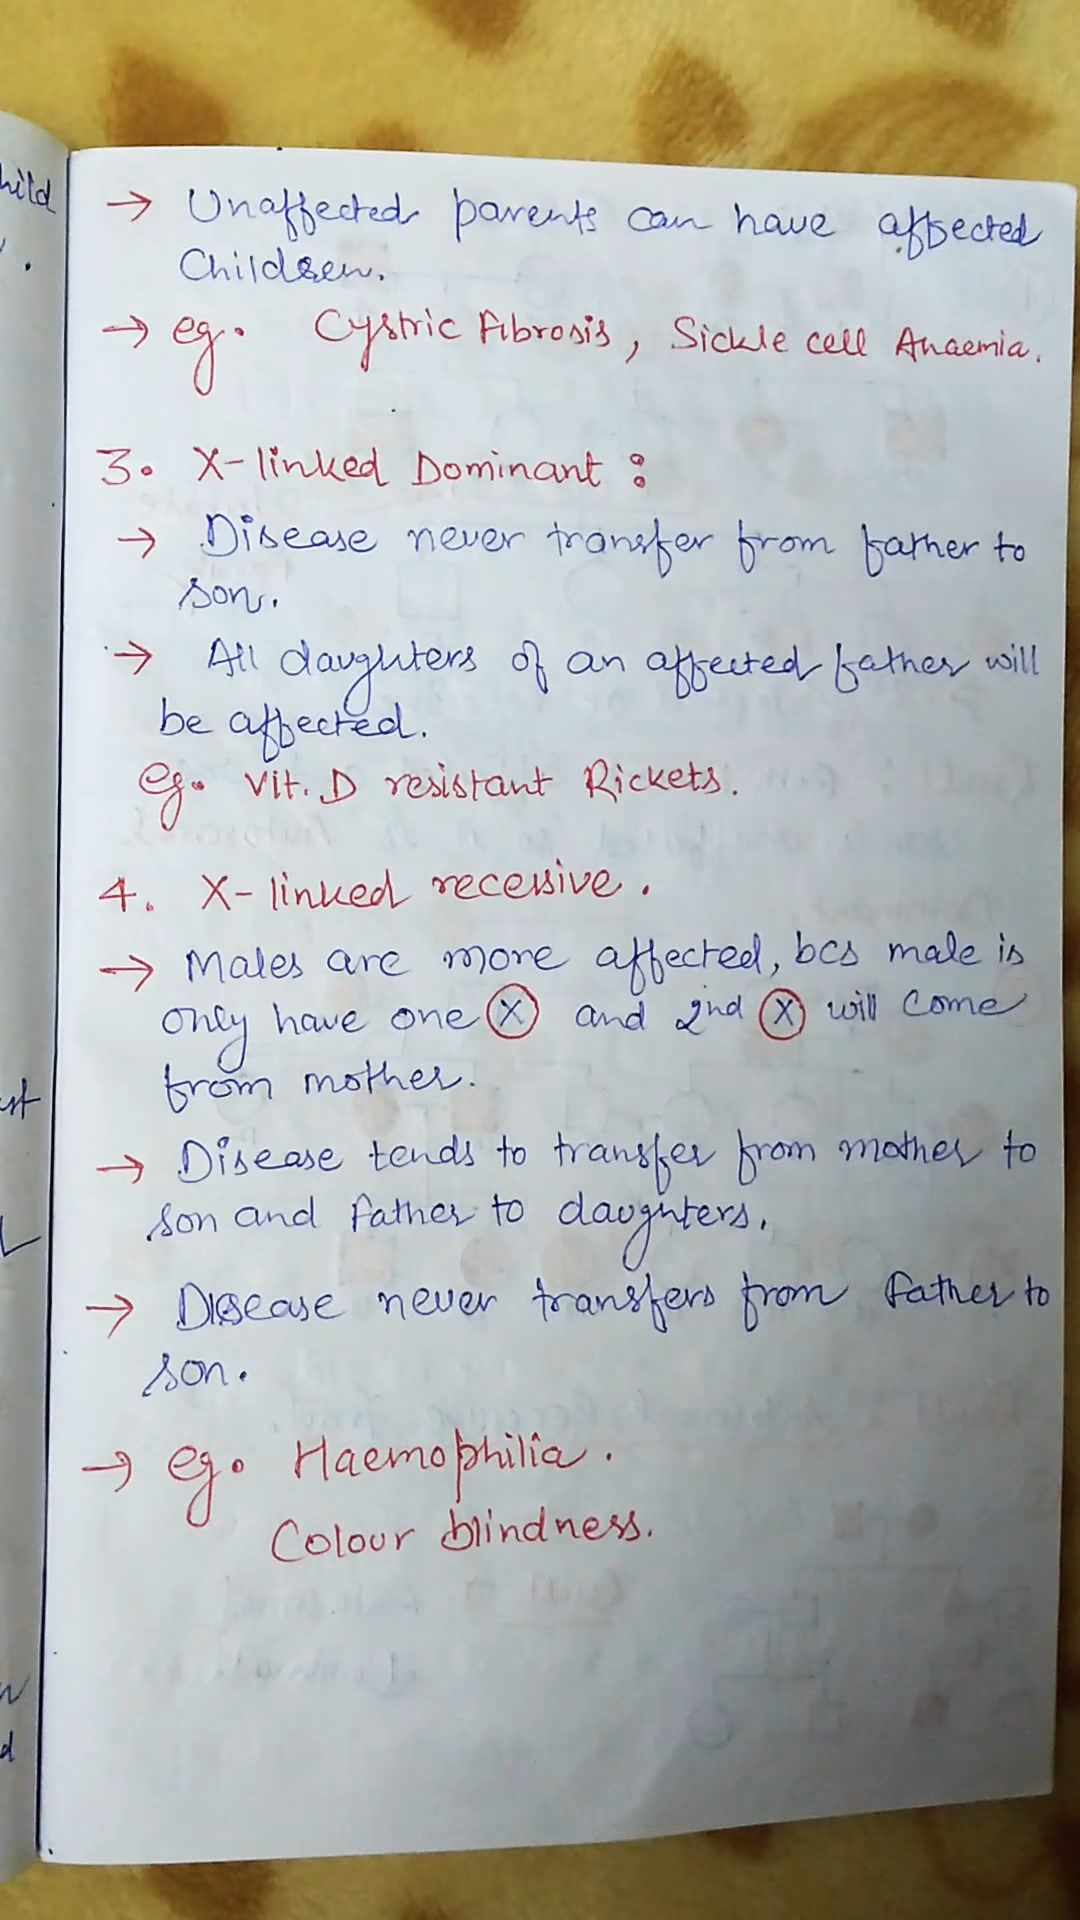 hild
→ Unaffected parents can have affected
Children.
→ eg. Cystric Fibrosis, Sickle cell Anaemia.
3. X-linked Dominant :
→ Disease never transfer from father to
son.
→ All daughters of an affected father will
be affected.
eg. Vit. D resistant Rickets.
4. X-linked recessive.
→ Males are more affected, bcs male is
only have one X and 2nd X will come
from mother.
→ Disease tends to transfer from mother to
son and father to daughters.
→ Disease never transfers from father to
son.
→ eg. Haemophilia.
Colour blindness.